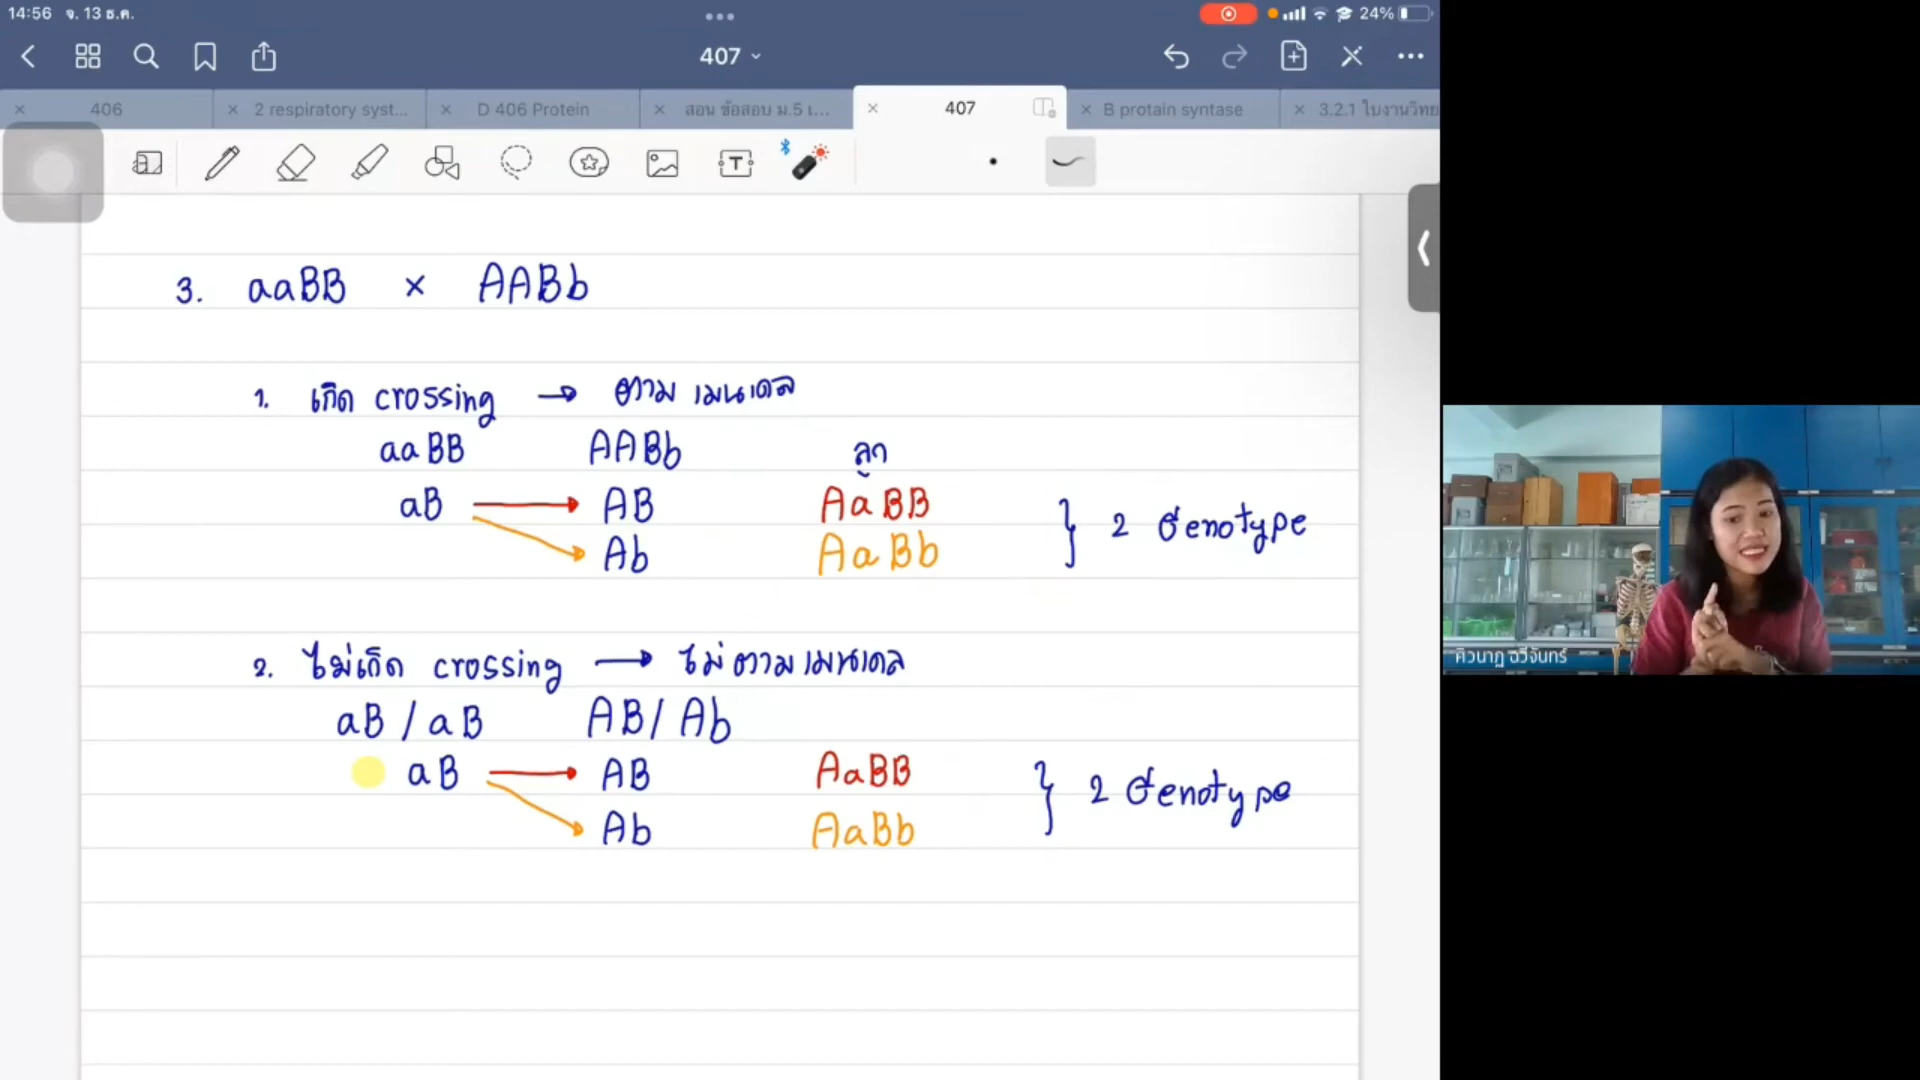 14:56 จ. 13 ธ.ค.
24%
407
406
2 respiratory syst...
D 406 Protein
สอน ข้อสอบ ม.5 เ...
407
B protain syntase
3.2.1 ใบงานวิทย
3. aaBB × AABb
1. เกิด crossing → ตาม เมนเดล
aaBB AABb ลูก
aB → AB AaBB
Ab AaBb
} 2 Genotype
2. ไม่เกิด crossing → ไม่ตามเมนเดล
aB / aB AB / Ab
aB → AB AaBB
Ab AaBb
} 2 Genotype
ศิวนาฏ ฉวีจันทร์